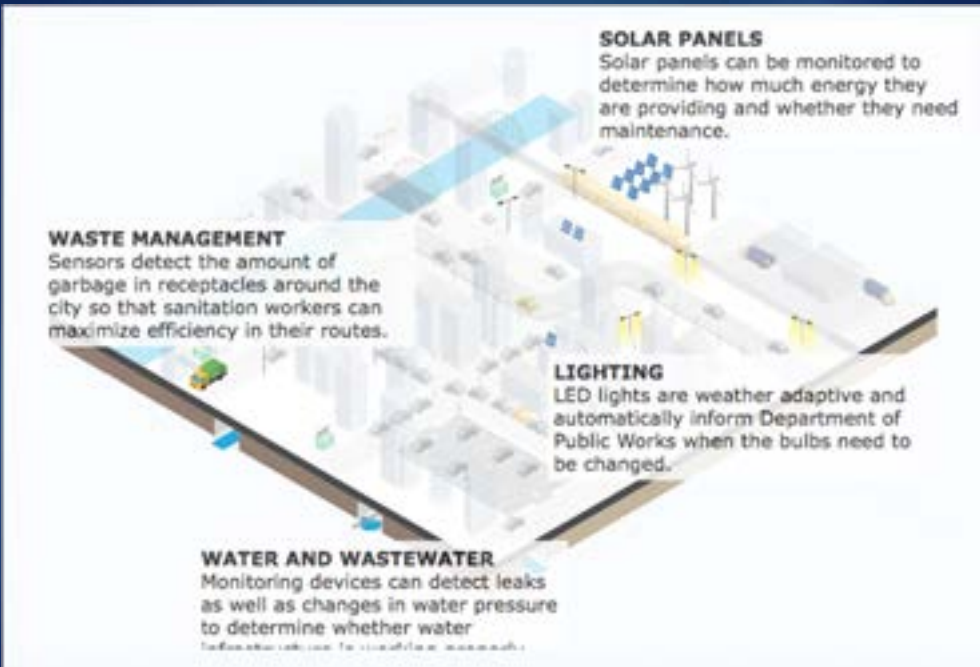 SOLAR PANELS
Solar panels can be monitored to
determine how much energy they
are providing and whether they need
maintenance.
WASTE MANAGEMENT
Sensors detect the amount of
garbage in receptacles around the
city so that sanitation workers can
maximize efficiency in their routes.
LIGHTING
LED lights are weather adaptive and
automatically inform Department of
Public Works when the bulbs need to
be changed.
WATER AND WASTEWATER
Monitoring devices can detect leaks
as well as changes in water pressure
to determine whether water
infrastructure is working properly